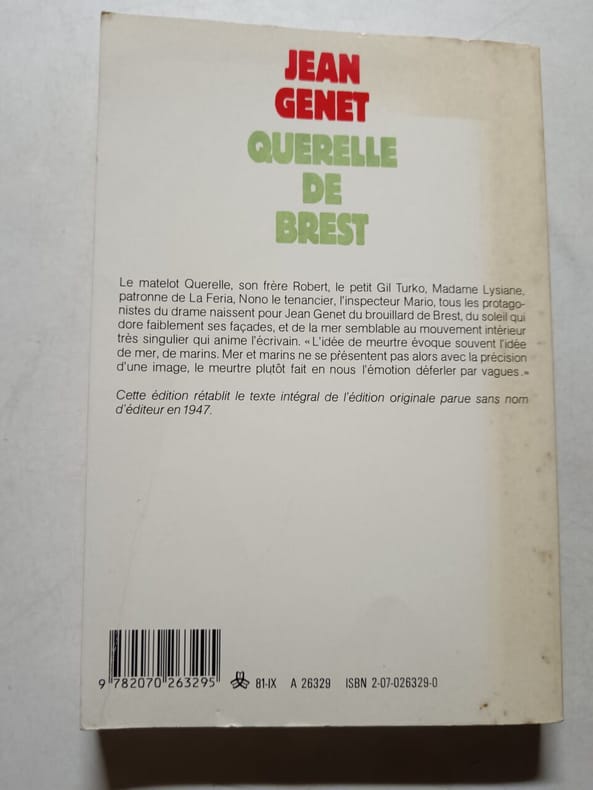 JEAN
GENET
QUERELLE
DE
BREST
Le matelot Querelle, son frère Robert, le petit Gil Turko, Madame Lysiane,
patronne de La Feria, Nono le tenancier, l'inspecteur Mario, tous les protago-
nistes du drame naissent pour Jean Genet du brouillard de Brest, du soleil qui
dore faiblement ses façades, et de la mer semblable au mouvement intérieur
très singulier qui anime l'écrivain. « L'idée de meurtre évoque souvent l'idée
de mer, de marins. Mer et marins ne se présentent pas alors avec la précision
d'une image, le meurtre plutôt fait en nous l'émotion déferler par vagues. »
Cette édition rétablit le texte intégral de l'édition originale parue sans nom
d'éditeur en 1947.
9 782070 263295 81-IX A 26329 ISBN 2-07-026329-0